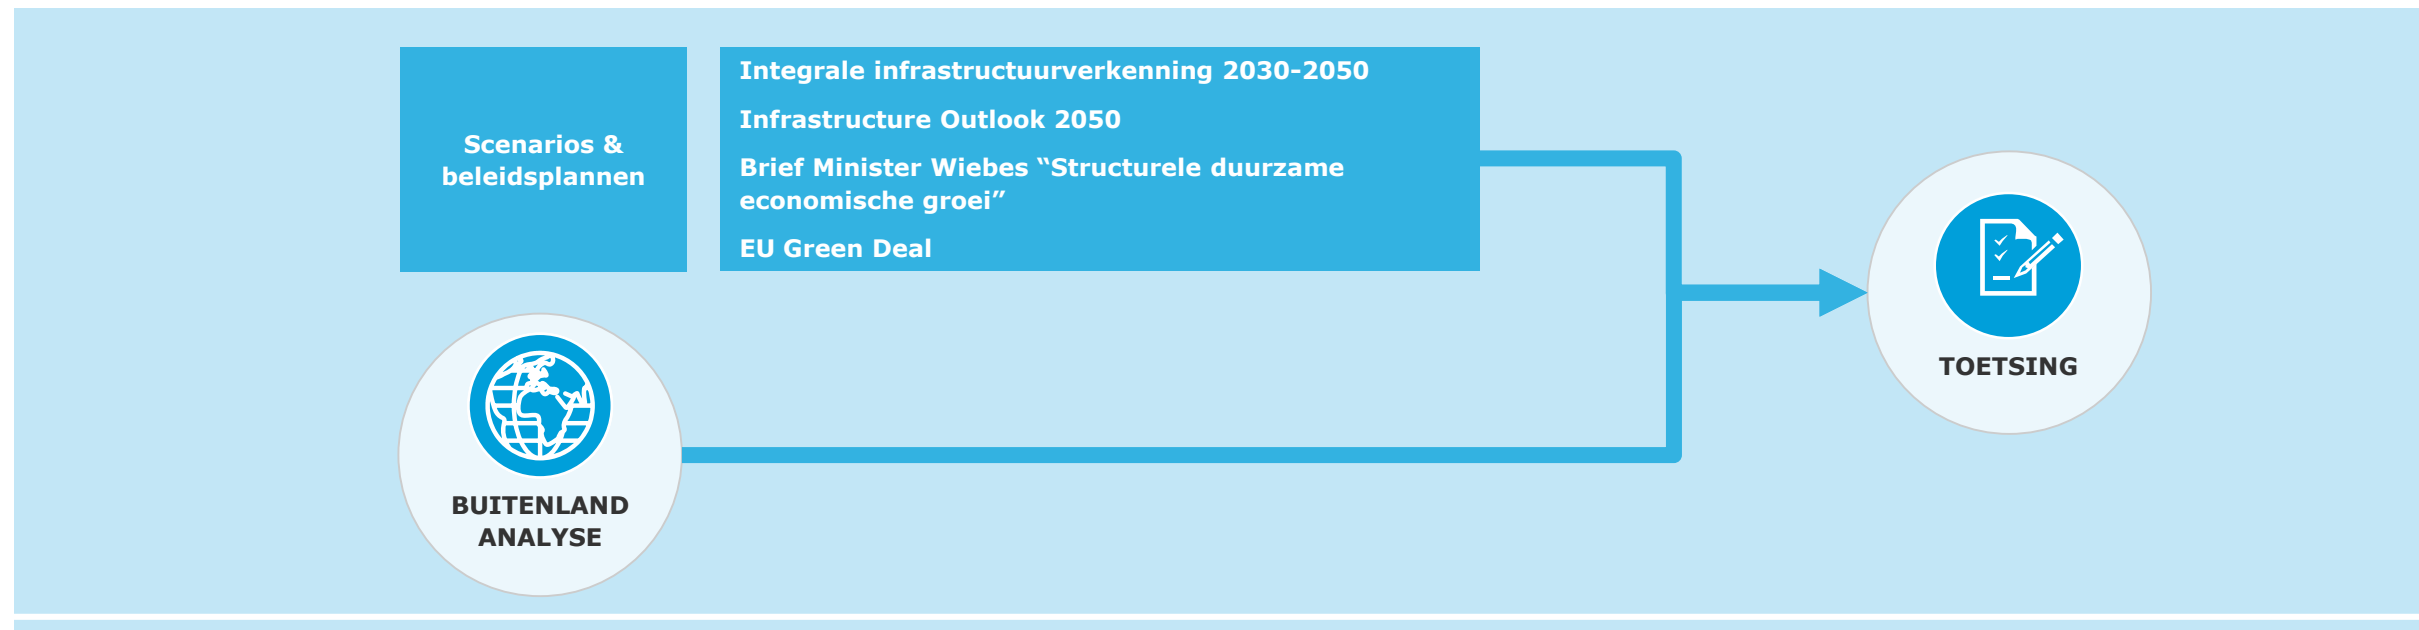 Scenarios &
beleidsplannen
Integrale infrastructuurverkenning 2030–2050
Infrastructure Outlook 2050
Brief Minister Wiebes “Structurele duurzame
economische groei”
EU Green Deal
BUITENLAND
ANALYSE
TOETSING